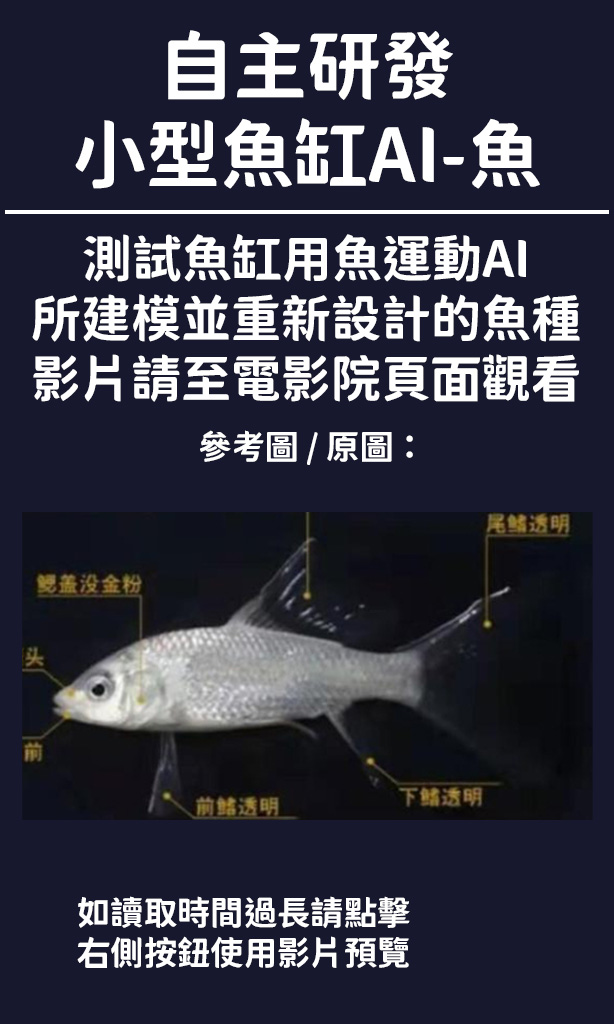 自主研發
小型魚缸AI-魚
測試魚缸用魚運動AI
所建模並重新設計的魚種
影片請至電影院頁面觀看
參考圖 / 原圖：
尾鳍透明
鳃盖没金粉
头
前
下鳍透明
前鳍透明
如讀取時間過長請點擊
右側按鈕使用影片預覽